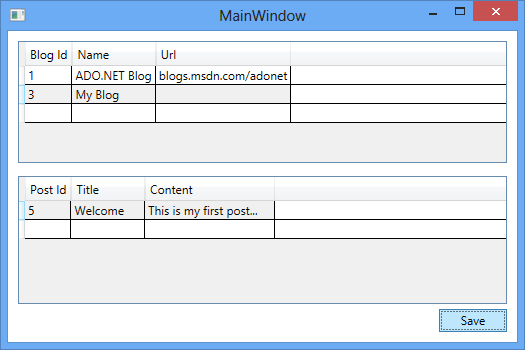 MainWindow
Blog Id Name Url
1 ADO.NET Blog blogs.msdn.com/adonet
3 My Blog
Post Id Title Content
5 Welcome This is my first post...
Save